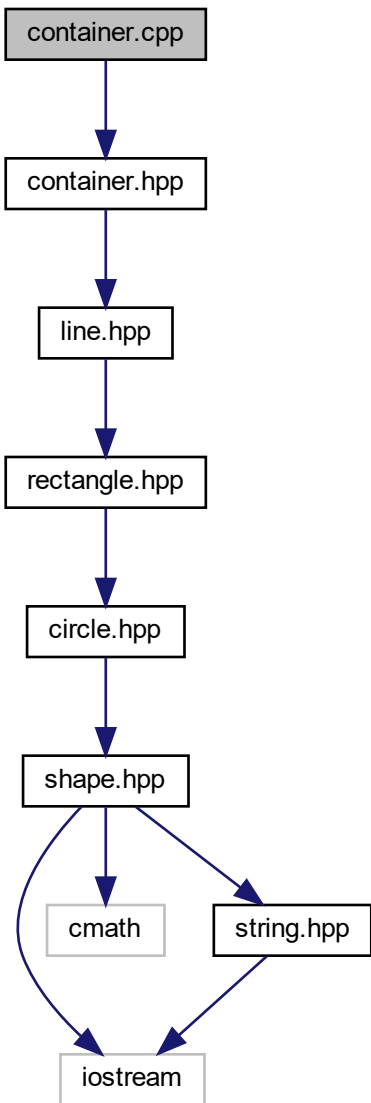 container.cpp
container.hpp
line.hpp
rectangle.hpp
circle.hpp
shape.hpp
cmath
string.hpp
iostream